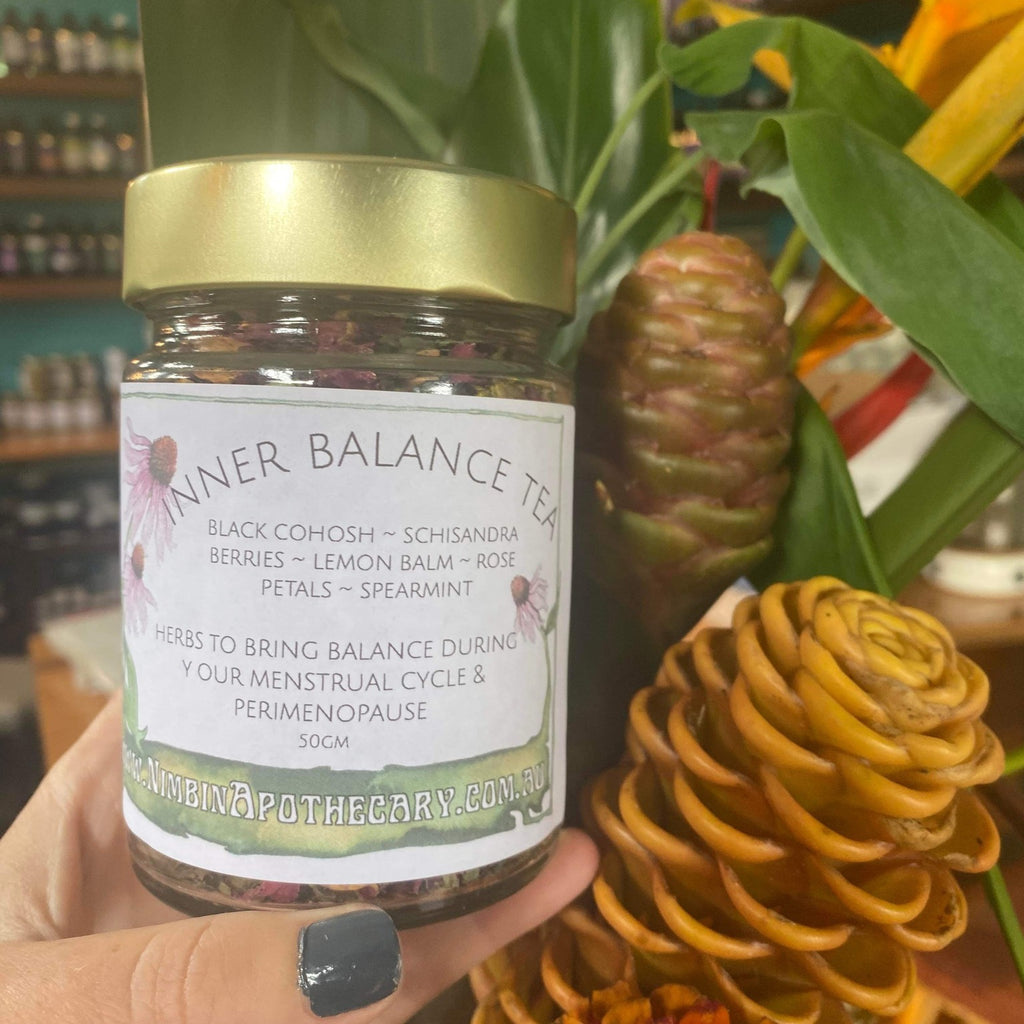 INNER BALANCE TEA
BLACK COHOSH ~ SCHISANDRA
BERRIES ~ LEMON BALM ~ ROSE
PETALS ~ SPEARMINT
HERBS TO BRING BALANCE DURING
Y OUR MENSTRUAL CYCLE &
PERIMENOPAUSE
50GM
WWW.NIMBINAPOTHECARY.COM.AU